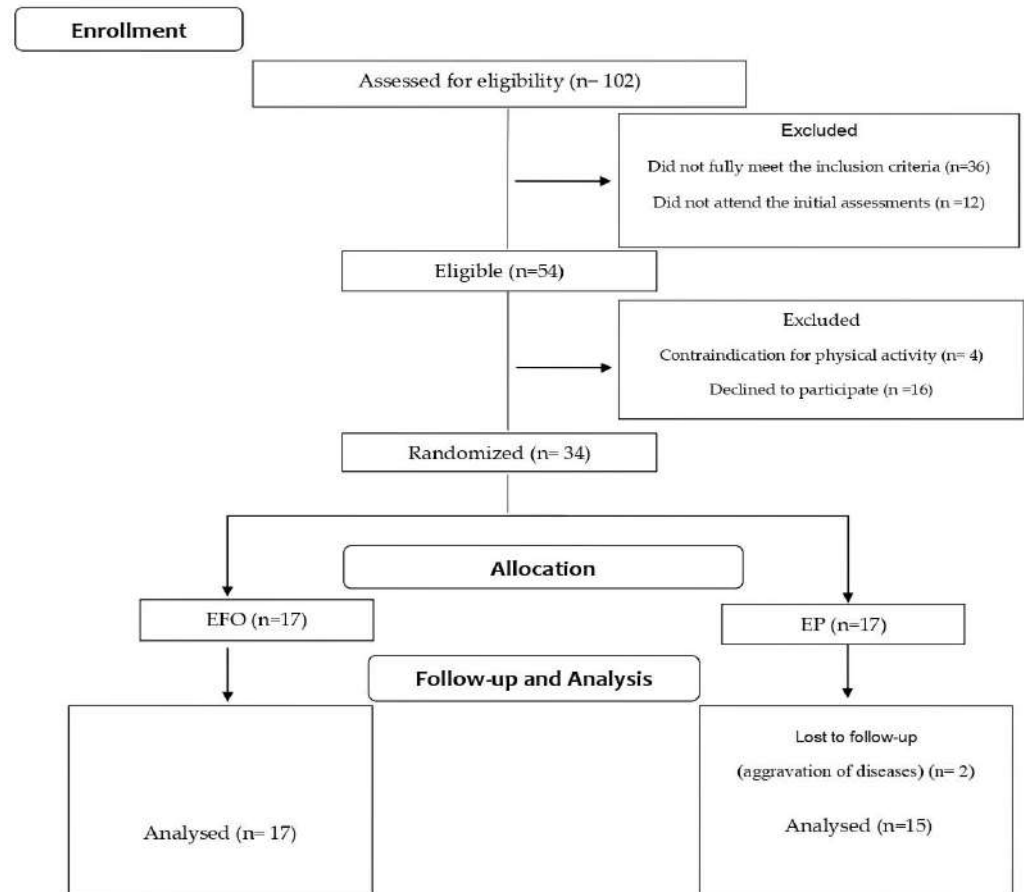 Enrollment
Assessed for eligibility (n= 102)
Excluded
Did not fully meet the inclusion criteria (n=36)
Did not attend the initial assessments (n =12)
Eligible (n=54)
Excluded
Contraindication for physical activity (n= 4)
Declined to participate (n =16)
Randomized (n= 34)
Allocation
EFO (n=17)
EP (n=17)
Follow-up and Analysis
Lost to follow-up
(aggravation of diseases) (n= 2)
Analysed (n= 17)
Analysed (n=15)